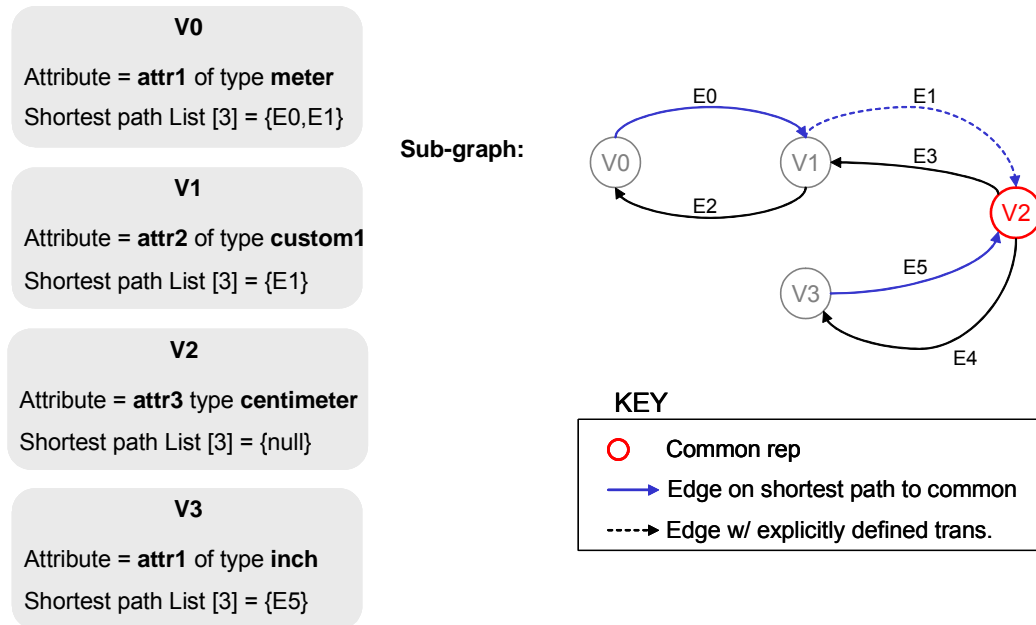 V0
Attribute = attr1 of type meter
Shortest path List [3] = {E0,E1}
V1
Attribute = attr2 of type custom1
Shortest path List [3] = {E1}
V2
Attribute = attr3 type centimeter
Shortest path List [3] = {null}
V3
Attribute = attr1 of type inch
Shortest path List [3] = {E5}
Sub-graph:
E0
E1
V0
V1
E3
E2
V2
E5
V3
E4
KEY
Common rep
Edge on shortest path to common
Edge w/ explicitly defined trans.